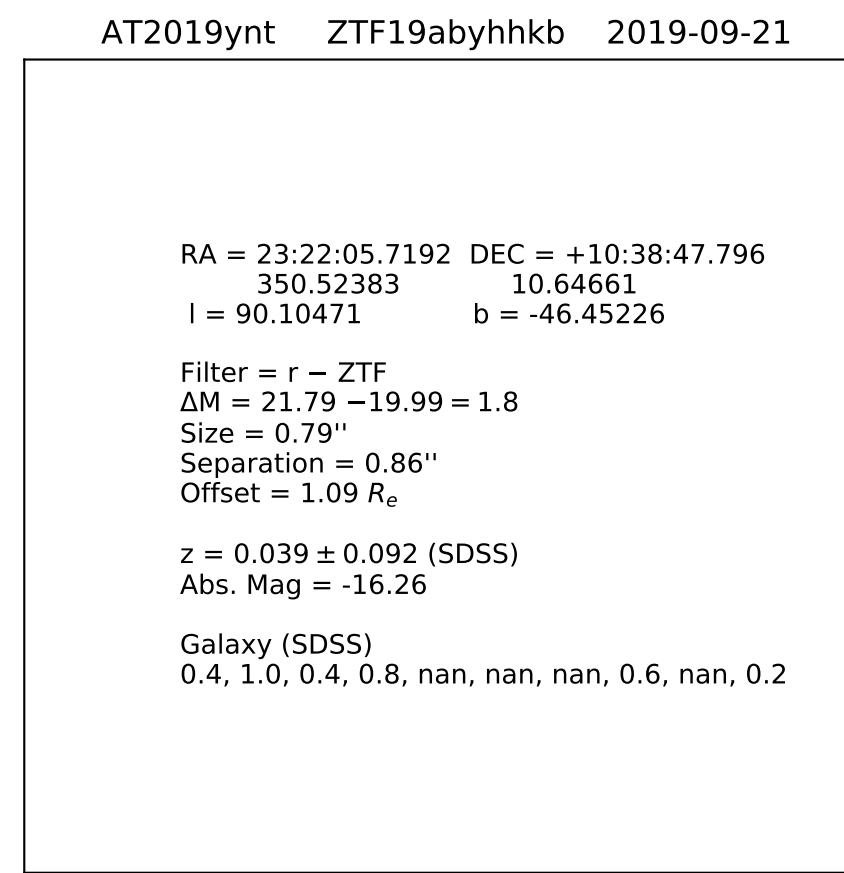 AT2019ynt ZTF19abyhhkb 2019-09-21
RA = 23:22:05.7192 DEC = +10:38:47.796
350.52383 10.64661
l = 90.10471 b = -46.45226
Filter = r − ZTF
ΔM = 21.79 −19.99 = 1.8
Size = 0.79''
Separation = 0.86''
Offset = 1.09 Rₑ
z = 0.039 ± 0.092 (SDSS)
Abs. Mag = -16.26
Galaxy (SDSS)
0.4, 1.0, 0.4, 0.8, nan, nan, nan, 0.6, nan, 0.2